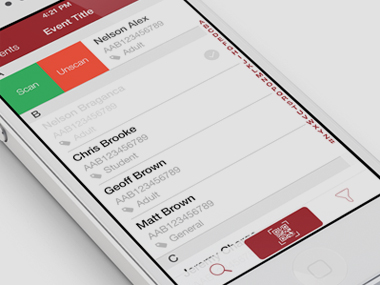 4:21 PM
Event Title
ents
A
Nelson Alex
AAB123456789
Adult
Scan
Unscan
B
Nelson Braganca
AAB123456789
Adult
Chris Brooke
AAB123456789
Student
Geoff Brown
AAB123456789
Adult
Matt Brown
AAB123456789
General